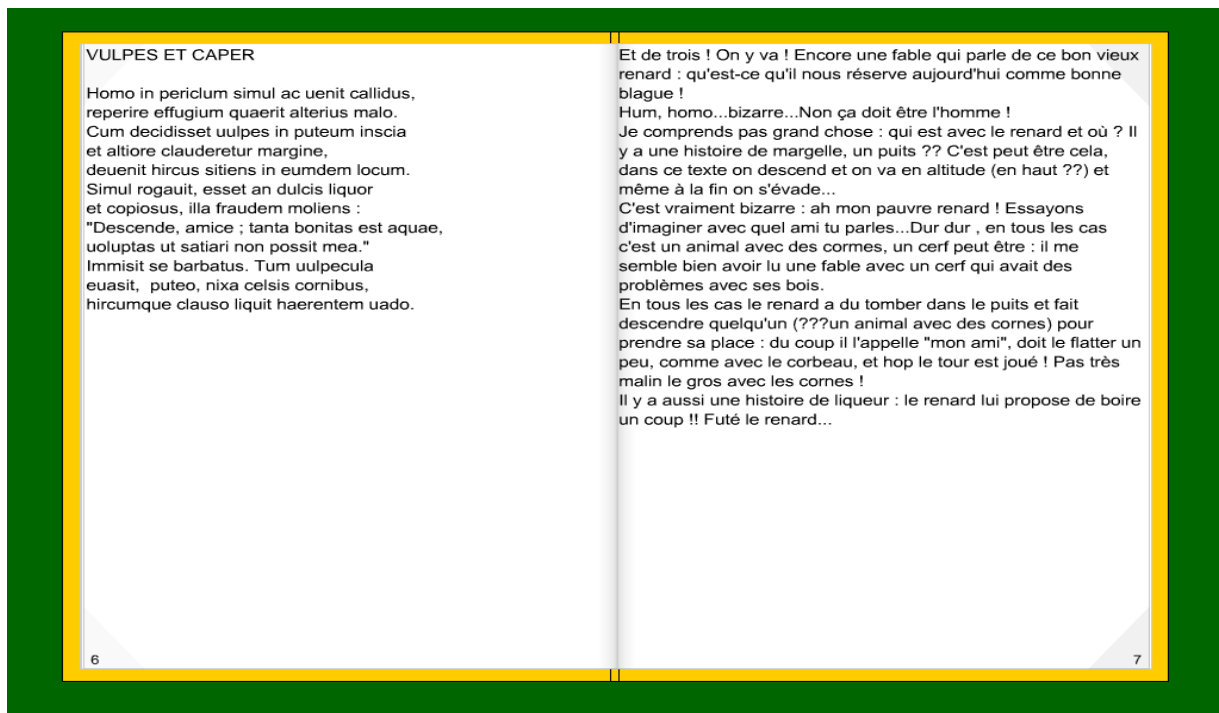 VULPES ET CAPER
Homo in periclum simul ac uenit callidus,
reperire effugium quaerit alterius malo.
Cum decidisset uulpes in puteum inscia
et altiore clauderetur margine,
deuenit hircus sitiens in eumdem locum.
Simul rogauit, esset an dulcis liquor
et copiosus, illa fraudem moliens :
"Descende, amice ; tanta bonitas est aquae,
uoluptas ut satiari non possit mea."
Immisit se barbatus. Tum uulpecula
euasit,  puteo, nixa celsis cornibus,
hircumque clauso liquit haerentem uado.
6
Et de trois ! On y va ! Encore une fable qui parle de ce bon vieux
renard : qu'est-ce qu'il nous réserve aujourd'hui comme bonne
blague !
Hum, homo...bizarre...Non ça doit être l'homme !
Je comprends pas grand chose : qui est avec le renard et où ? Il
y a une histoire de margelle, un puits ?? C'est peut être cela,
dans ce texte on descend et on va en altitude (en haut ??) et
même à la fin on s'évade...
C'est vraiment bizarre : ah mon pauvre renard ! Essayons
d'imaginer avec quel ami tu parles...Dur dur , en tous les cas
c'est un animal avec des cormes, un cerf peut être : il me
semble bien avoir lu une fable avec un cerf qui avait des
problèmes avec ses bois.
En tous les cas le renard a du tomber dans le puits et fait
descendre quelqu'un (???un animal avec des cornes) pour
prendre sa place : du coup il l'appelle "mon ami", doit le flatter un
peu, comme avec le corbeau, et hop le tour est joué ! Pas très
malin le gros avec les cornes !
Il y a aussi une histoire de liqueur : le renard lui propose de boire
un coup !! Futé le renard...
7